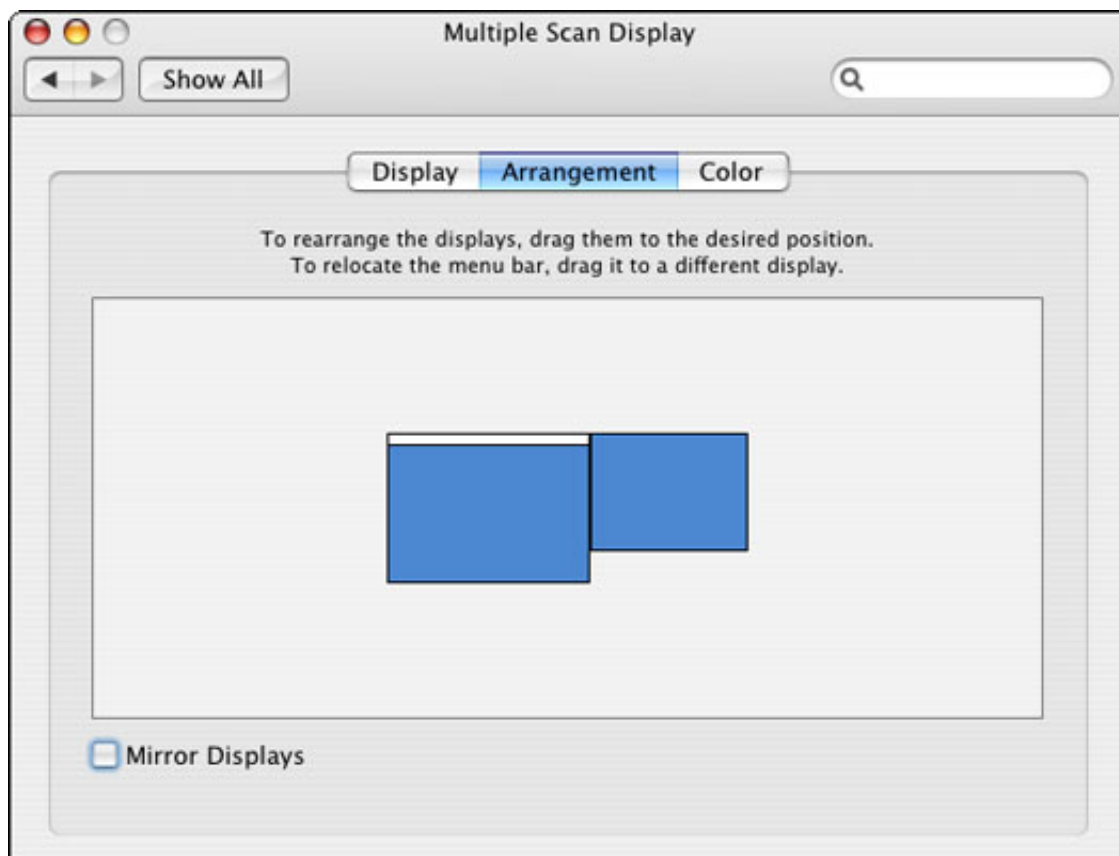 Multiple Scan Display
Show All
Display Arrangement Color
To rearrange the displays, drag them to the desired position.
To relocate the menu bar, drag it to a different display.
Mirror Displays